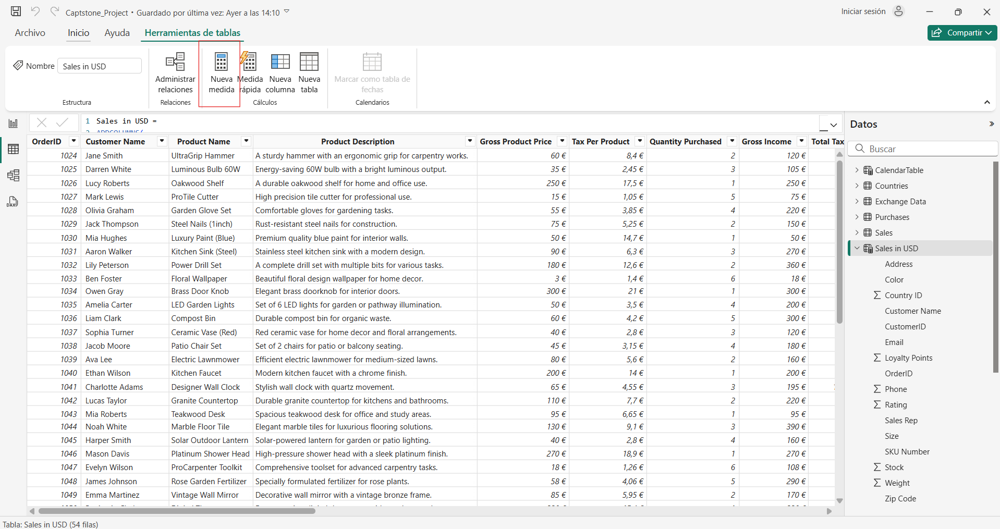 Captstone_Project • Guardado por última vez: Ayer a las 14:10
Iniciar sesión
Archivo Inicio Ayuda Herramientas de tablas
Compartir
Nombre Sales in USD
Estructura
Administrar relaciones
Relaciones
Nueva medida
Medida rápida
Nueva columna
Nueva tabla
Cálculos
Marcar como tabla de fechas
Calendarios
1 Sales in USD =
2 ADDCOLUMNS(
OrderID Customer Name Product Name Product Description Gross Product Price Tax Per Product Quantity Purchased Gross Income Total Tax
1024 Jane Smith UltraGrip Hammer A sturdy hammer with an ergonomic grip for carpentry works. 60 € 8,4 € 2 120 €
1025 Darren White Luminous Bulb 60W Energy-saving 60W bulb with a bright luminous output. 35 € 2,45 € 3 105 €
1026 Lucy Roberts Oakwood Shelf A durable oakwood shelf for home and office use. 250 € 17,5 € 1 250 €
1027 Mark Lewis ProTile Cutter High precision tile cutter for professional use. 15 € 1,05 € 5 75 €
1028 Olivia Graham Garden Glove Set Comfortable gloves for gardening tasks. 55 € 3,85 € 4 220 €
1029 Jack Thompson Steel Nails (1inch) Rust-resistant steel nails for construction. 75 € 5,25 € 2 150 €
1030 Mia Hughes Luxury Paint (Blue) Premium quality blue paint for interior walls. 50 € 14,7 € 1 50 €
1031 Aaron Walker Kitchen Sink (Steel) Stainless steel kitchen sink with a modern design. 90 € 6,3 € 3 270 €
1032 Lily Peterson Power Drill Set A complete drill set with multiple bits for various tasks. 180 € 12,6 € 2 360 €
1033 Ben Foster Floral Wallpaper Beautiful floral design wallpaper for home decor. 3 € 1,4 € 6 18 €
1034 Owen Gray Brass Door Knob Elegant brass doorknob for interior doors. 300 € 21 € 1 300 €
1035 Amelia Carter LED Garden Lights Set of 6 LED lights for garden or pathway illumination. 50 € 3,5 € 4 200 €
1036 Liam Clark Compost Bin Durable compost bin for organic waste. 60 € 4,2 € 5 300 €
1037 Sophia Turner Ceramic Vase (Red) Red ceramic vase for home decor and floral arrangements. 40 € 2,8 € 3 120 €
1038 Jacob Moore Patio Chair Set Set of 2 chairs for patio or balcony seating. 45 € 3,15 € 4 180 €
1039 Ava Lee Electric Lawnmower Efficient electric lawnmower for medium-sized lawns. 80 € 5,6 € 2 160 €
1040 Ethan Wilson Kitchen Faucet Modern kitchen faucet with a chrome finish. 200 € 14 € 1 200 €
1041 Charlotte Adams Designer Wall Clock Stylish wall clock with quartz movement. 65 € 4,55 € 3 195 €
1042 Lucas Taylor Granite Countertop Durable granite countertop for kitchens and bathrooms. 110 € 7,7 € 2 220 €
1043 Mia Roberts Teakwood Desk Spacious teakwood desk for office and study areas. 95 € 6,65 € 1 95 €
1044 Noah White Marble Floor Tile Elegant marble tiles for luxurious flooring solutions. 130 € 9,1 € 3 390 €
1045 Harper Smith Solar Outdoor Lantern Solar-powered lantern for garden or patio lighting. 40 € 2,8 € 4 160 €
1046 Mason Davis Platinum Shower Head High-pressure shower head with a sleek platinum finish. 270 € 18,9 € 1 270 €
1047 Evelyn Wilson ProCarpenter Toolkit Comprehensive toolset for advanced carpentry tasks. 18 € 1,26 € 6 108 €
1048 James Johnson Rose Garden Fertilizer Specially formulated fertilizer for rose plants. 58 € 4,06 € 5 290 €
1049 Emma Martinez Vintage Wall Mirror Decorative wall mirror with a vintage bronze frame. 85 € 5,95 € 2 170 €
DAX
Datos
Buscar
CalendarTable
Countries
Exchange Data
Purchases
Sales
Sales in USD
Address
Color
Country ID
Customer Name
CustomerID
Email
Loyalty Points
OrderID
Phone
Rating
Sales Rep
Size
SKU Number
Stock
Weight
Zip Code
Tabla: Sales in USD (54 filas)